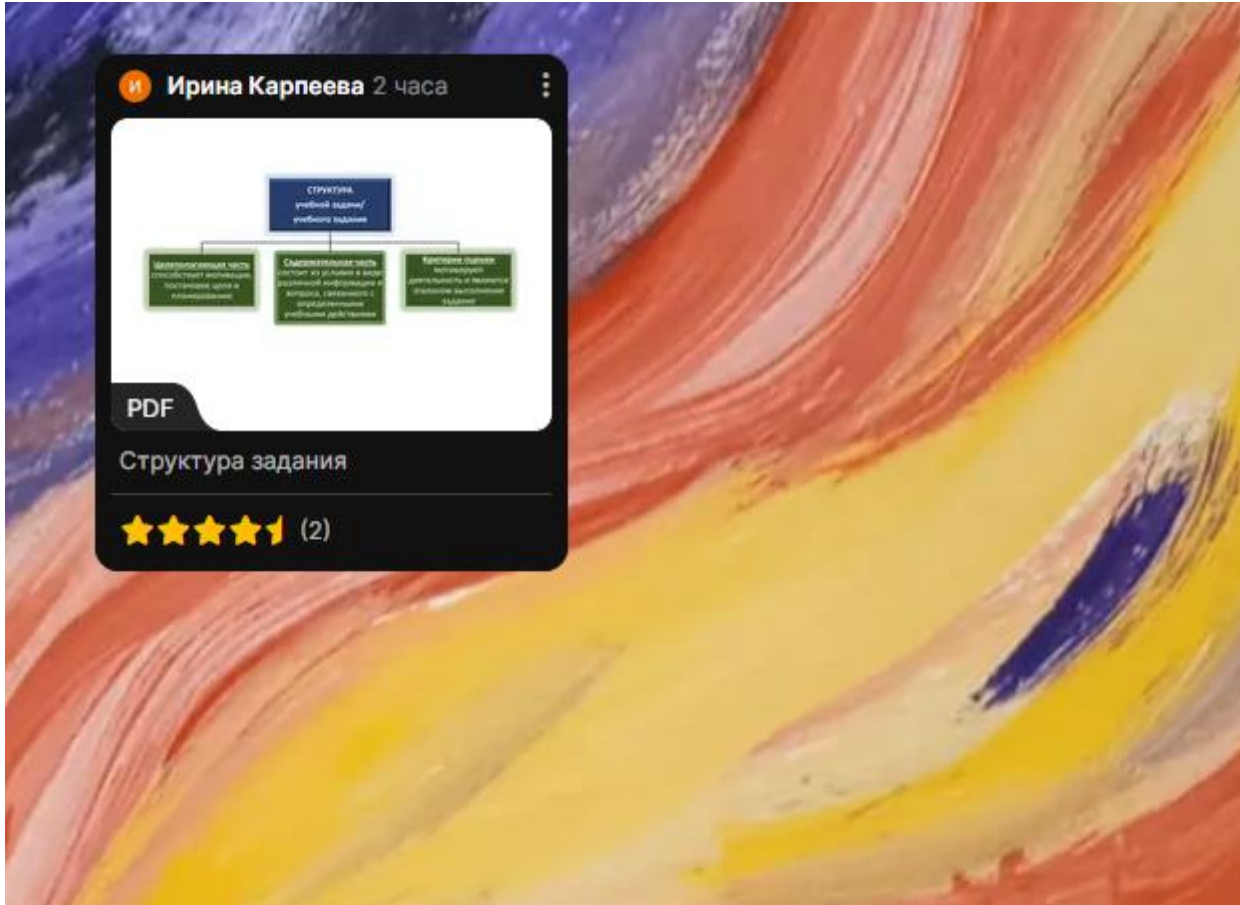 И Ирина Карпеева 2 часа
СТРУКТУРА
учебной задачи/
учебного задания
Целеполагающая часть
способствует мотивации,
постановке цели и
планированию
Содержательная часть
состоит из условия в виде
различной информации и
вопроса, связанного с
определенными
учебными действиями
Критерии оценки
мотивируют
деятельность и являются
эталоном выполнения
задания
PDF
Структура задания
(2)